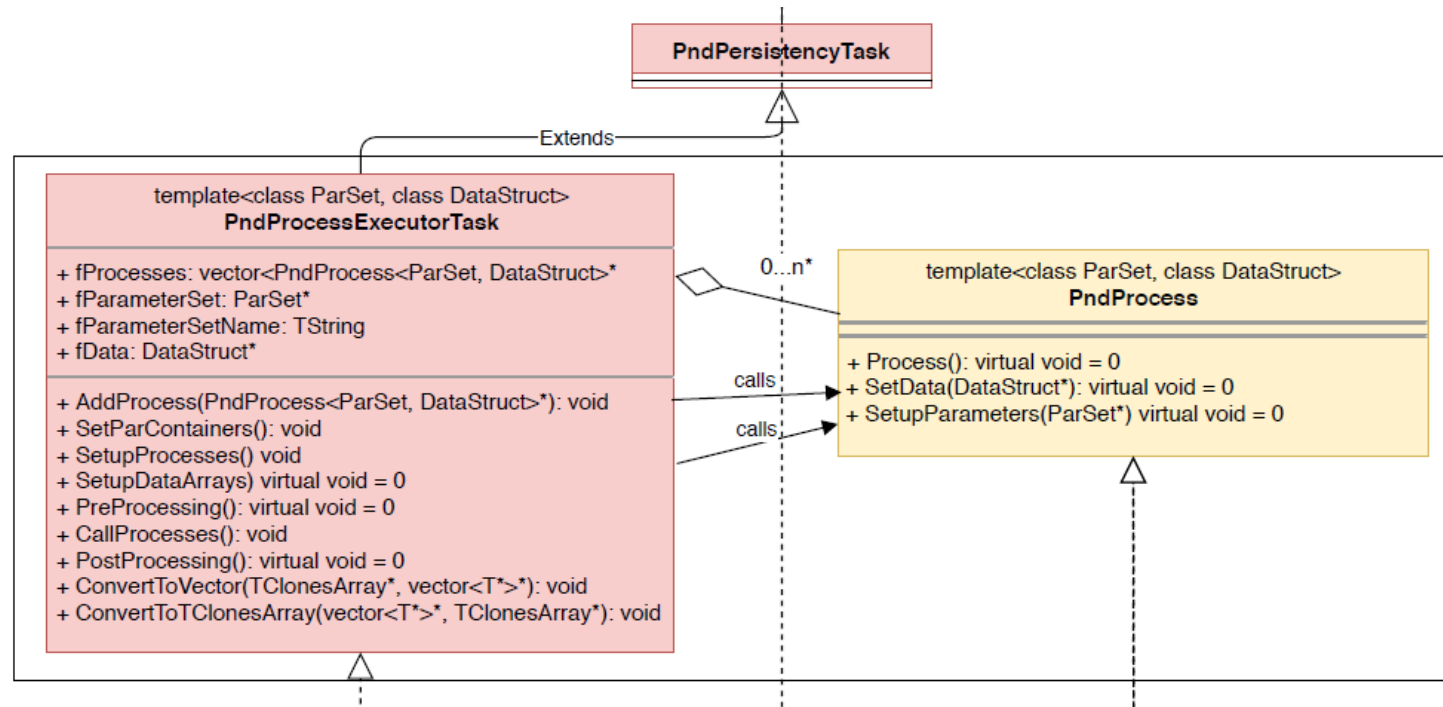 PndPersistencyTask
Extends
template<class ParSet, class DataStruct>
PndProcessExecutorTask
+ fProcesses: vector<PndProcess<ParSet, DataStruct>*
+ fParameterSet: ParSet*
+ fParameterSetName: TString
+ fData: DataStruct*
+ AddProcess(PndProcess<ParSet, DataStruct>*): void
+ SetParContainers(): void
+ SetupProcesses() void
+ SetupDataArrays) virtual void = 0
+ PreProcessing(): virtual void = 0
+ CallProcesses(): void
+ PostProcessing(): virtual void = 0
+ ConvertToVector(TClonesArray*, vector<T*>*): void
+ ConvertToTClonesArray(vector<T*>*, TClonesArray*): void
0...n*
calls
calls
template<class ParSet, class DataStruct>
PndProcess
+ Process(): virtual void = 0
+ SetData(DataStruct*): virtual void = 0
+ SetupParameters(ParSet*) virtual void = 0